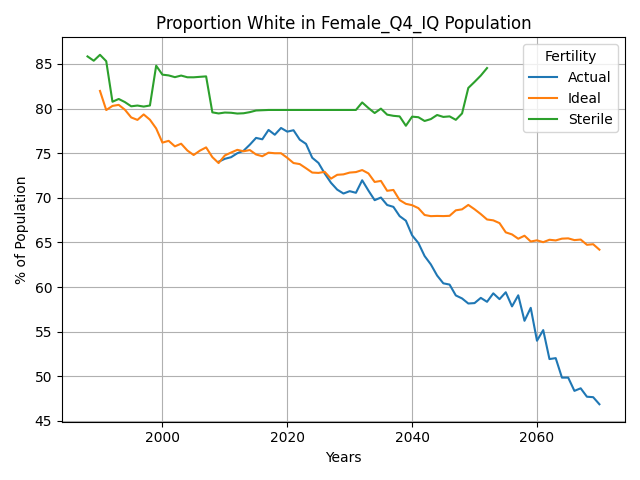 Proportion White in Female_Q4_IQ Population
Fertility
Actual
Ideal
Sterile
% of Population
85
80
75
70
65
60
55
50
45
2000
2020
2040
2060
Years